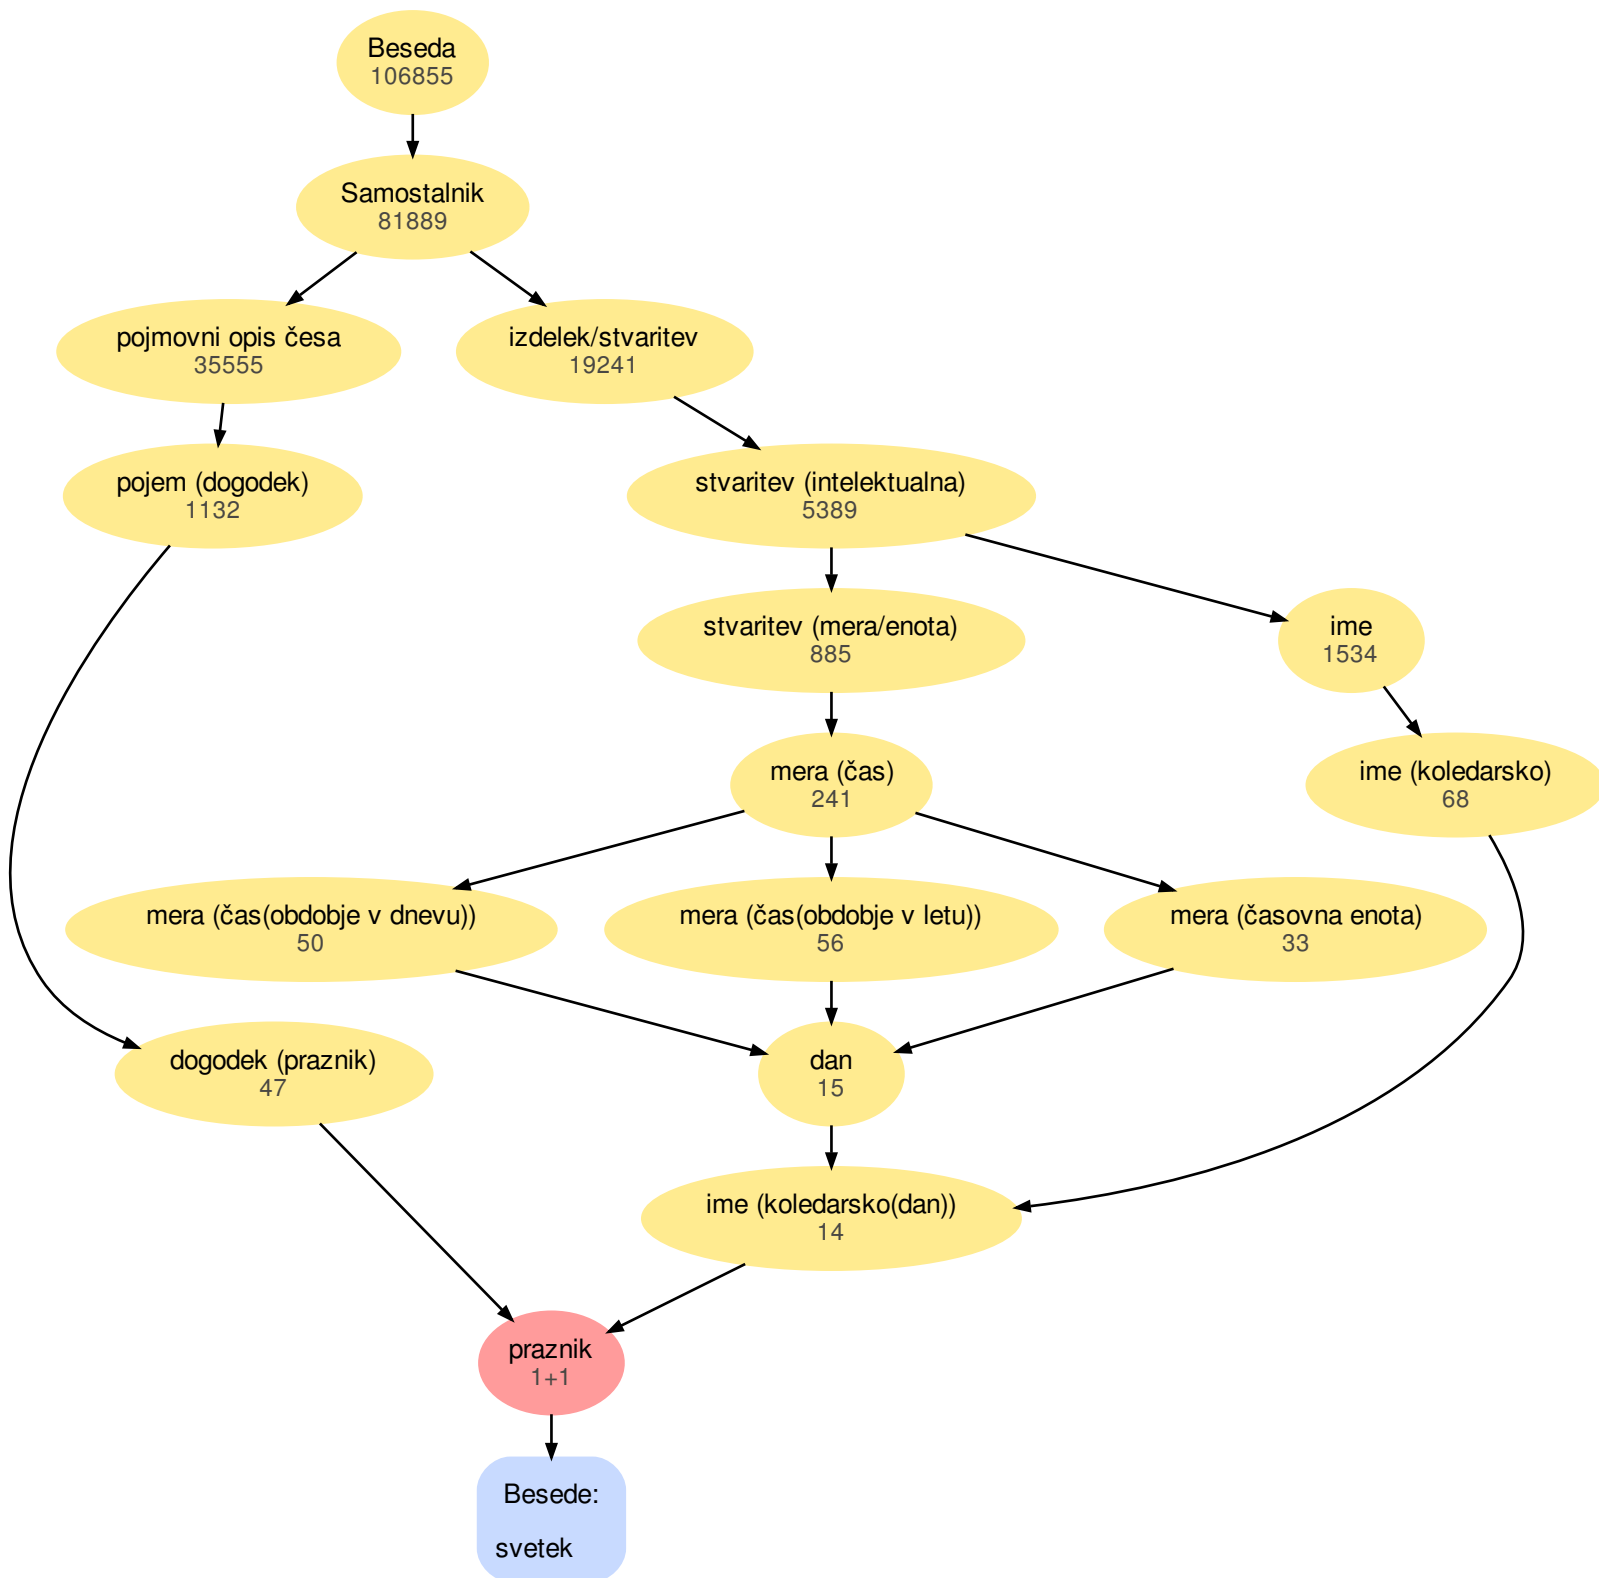 Beseda
106855
Samostalnik
81889
pojmovni opis česa
35555
izdelek/stvaritev
19241
pojem (dogodek)
1132
stvaritev (intelektualna)
5389
stvaritev (mera/enota)
885
ime
1534
mera (čas)
241
ime (koledarsko)
68
mera (čas(obdobje v dnevu))
50
mera (čas(obdobje v letu))
56
mera (časovna enota)
33
dogodek (praznik)
47
dan
15
ime (koledarsko(dan))
14
praznik
1+1
Besede:
svetek